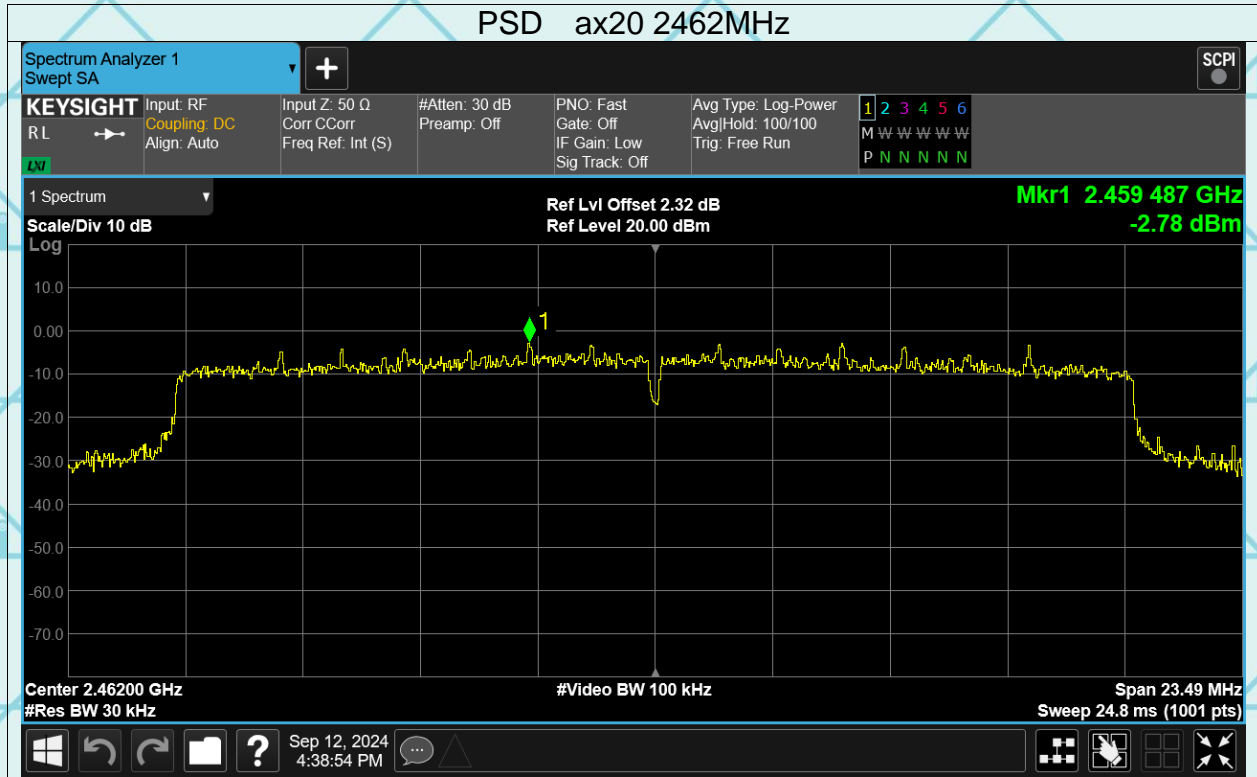 PSD ax20 2462MHz
Spectrum Analyzer 1
Swept SA
+
SCPI
KEYSIGHT
R L
LXI
Input: RF
Coupling: DC
Align: Auto
Input Z: 50 Ω
Corr CCorr
Freq Ref: Int (S)
#Atten: 30 dB
Preamp: Off
PNO: Fast
Gate: Off
IF Gain: Low
Sig Track: Off
Avg Type: Log-Power
Avg|Hold: 100/100
Trig: Free Run
1 2 3 4 5 6
M W W W W W
P N N N N N
1 Spectrum
Scale/Div 10 dB
Ref Lvl Offset 2.32 dB
Ref Level 20.00 dBm
Mkr1 2.459 487 GHz
-2.78 dBm
Log
10.0
0.00
-10.0
-20.0
-30.0
-40.0
-50.0
-60.0
-70.0
1
Center 2.46200 GHz
#Res BW 30 kHz
#Video BW 100 kHz
Span 23.49 MHz
Sweep 24.8 ms (1001 pts)
?
Sep 12, 2024
4:38:54 PM